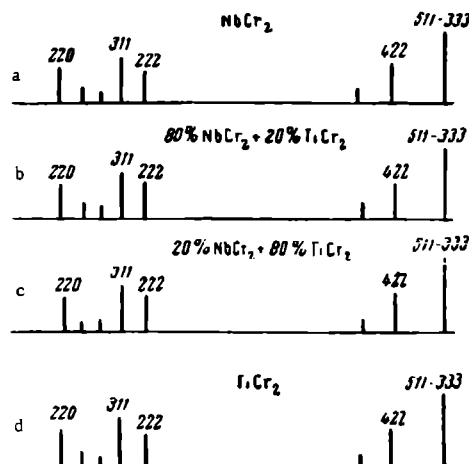 NbCr₂
511-333
220
311
222
422
a
80% NbCr₂ + 20% TiCr₂
511-333
220
311
222
422
b
20% NbCr₂ + 80% TiCr₂
511-333
220
311
222
422
c
TiCr₂
511-333
220
311
222
422
d